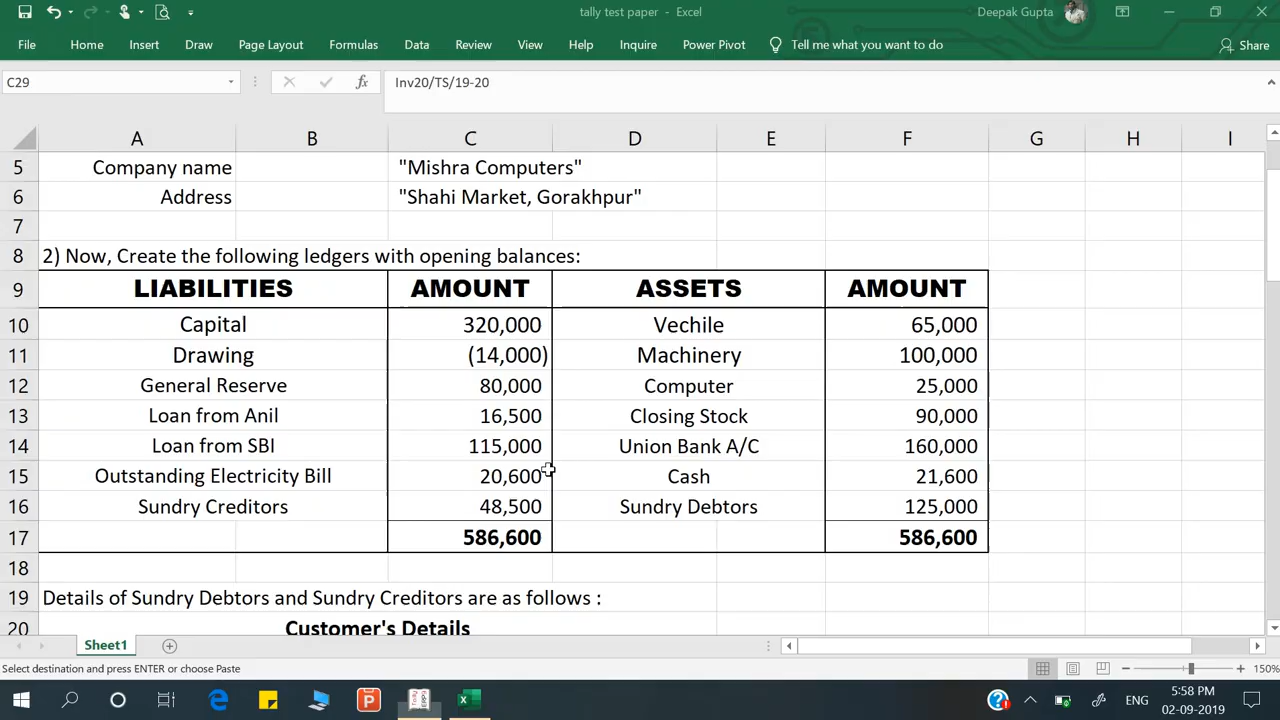 tally test paper - Excel
Deepak Gupta
File Home Insert Draw Page Layout Formulas Data Review View Help Inquire Power Pivot Tell me what you want to do Share
C29 fx Inv20/TS/19-20
A B C D E F G H I
5 Company name "Mishra Computers"
6 Address "Shahi Market, Gorakhpur"
7
8 2) Now, Create the following ledgers with opening balances:
9 LIABILITIES AMOUNT ASSETS AMOUNT
10 Capital 320,000 Vechile 65,000
11 Drawing (14,000) Machinery 100,000
12 General Reserve 80,000 Computer 25,000
13 Loan from Anil 16,500 Closing Stock 90,000
14 Loan from SBI 115,000 Union Bank A/C 160,000
15 Outstanding Electricity Bill 20,600 Cash 21,600
16 Sundry Creditors 48,500 Sundry Debtors 125,000
17 586,600 586,600
18
19 Details of Sundry Debtors and Sundry Creditors are as follows :
20 Customer's Details
Sheet1
Select destination and press ENTER or choose Paste
150%
ENG
5:58 PM
02-09-2019